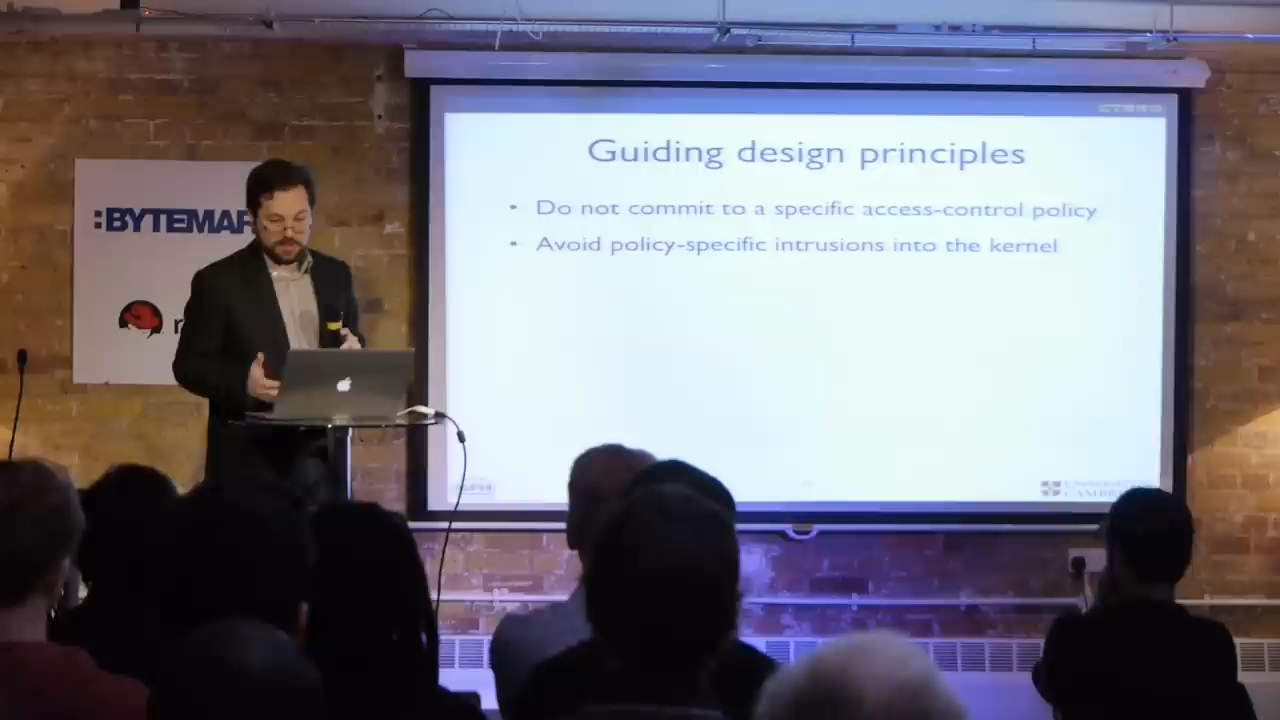 Guiding design principles
• Do not commit to a specific access-control policy
• Avoid policy-specific intrusions into the kernel
:BYTEMAR
r